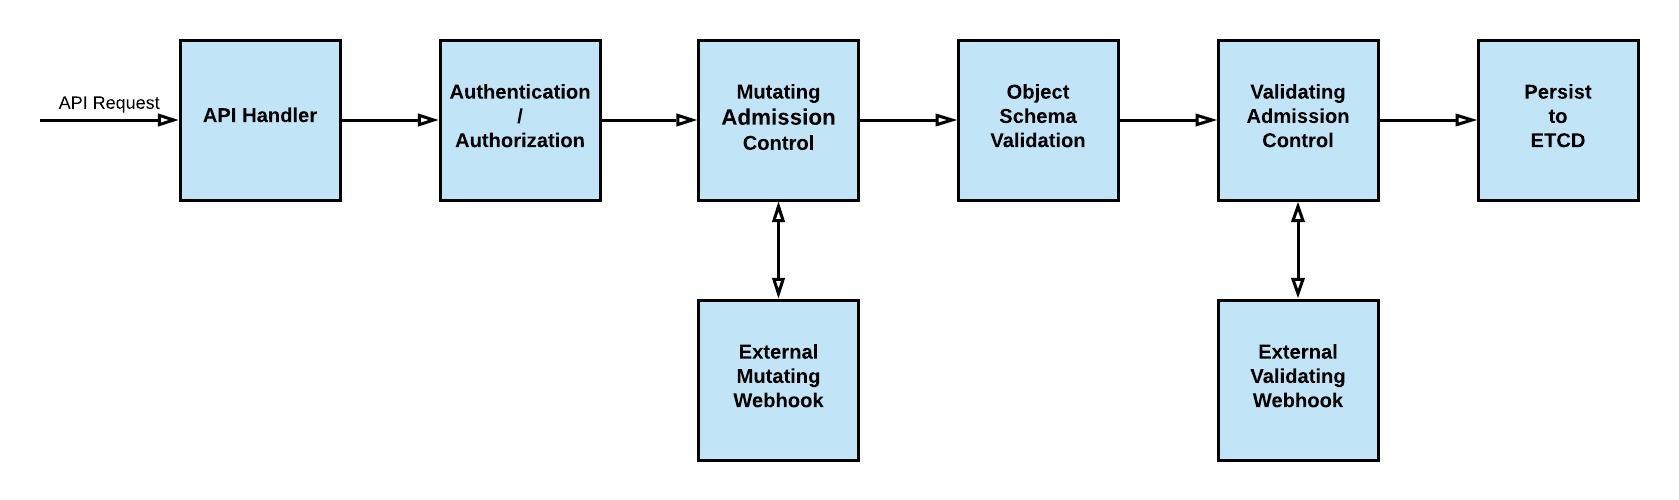 API Request
API Handler
Authentication
/
Authorization
Mutating
Admission
Control
Object
Schema
Validation
Validating
Admission
Control
Persist
to
ETCD
External
Mutating
Webhook
External
Validating
Webhook